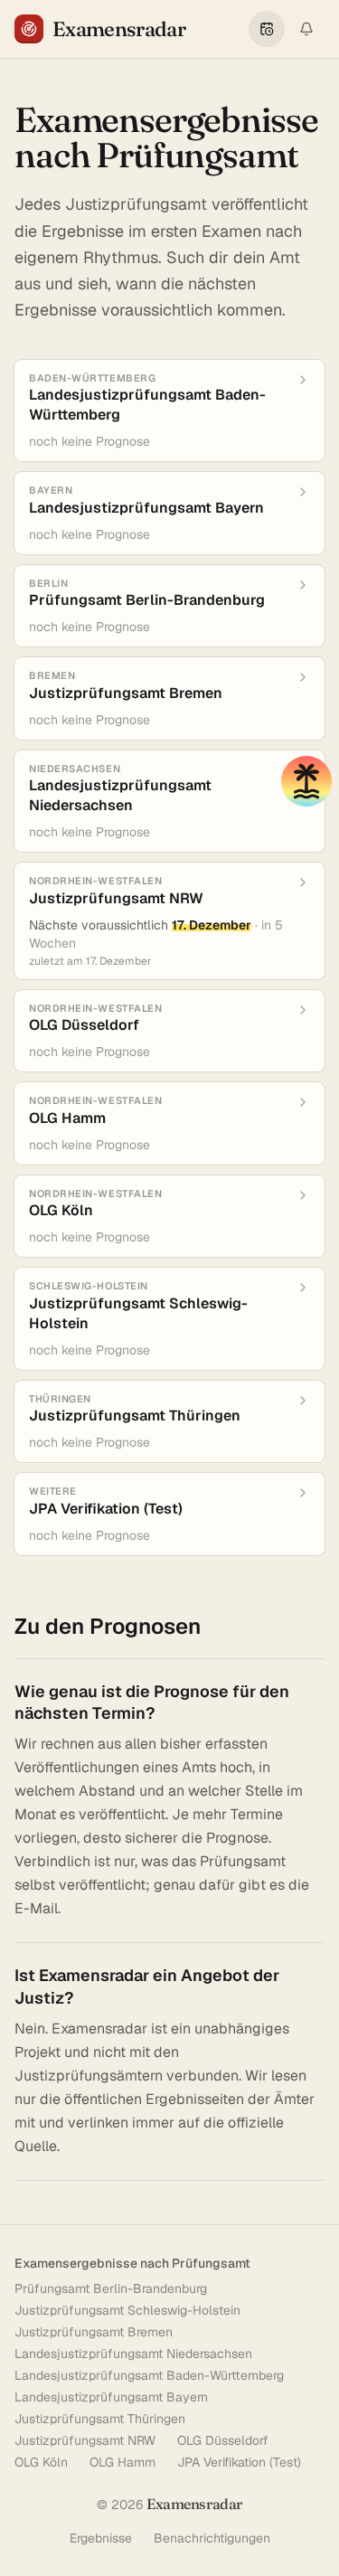 Examensradar
Examensergebnisse
nach Prüfungsamt
Jedes Justizprüfungsamt veröffentlicht
die Ergebnisse im ersten Examen nach
eigenem Rhythmus. Such dir dein Amt
aus und sieh, wann die nächsten
Ergebnisse voraussichtlich kommen.
BADEN-WÜRTTEMBERG
Landesjustizprüfungsamt Baden-
Württemberg
noch keine Prognose
BAYERN
Landesjustizprüfungsamt Bayern
noch keine Prognose
BERLIN
Prüfungsamt Berlin-Brandenburg
noch keine Prognose
BREMEN
Justizprüfungsamt Bremen
noch keine Prognose
NIEDERSACHSEN
Landesjustizprüfungsamt
Niedersachsen
noch keine Prognose
NORDRHEIN-WESTFALEN
Justizprüfungsamt NRW
Nächste voraussichtlich 17. Dezember · in 5
Wochen
zuletzt am 17. Dezember
NORDRHEIN-WESTFALEN
OLG Düsseldorf
noch keine Prognose
NORDRHEIN-WESTFALEN
OLG Hamm
noch keine Prognose
NORDRHEIN-WESTFALEN
OLG Köln
noch keine Prognose
SCHLESWIG-HOLSTEIN
Justizprüfungsamt Schleswig-
Holstein
noch keine Prognose
THÜRINGEN
Justizprüfungsamt Thüringen
noch keine Prognose
WEITERE
JPA Verifikation (Test)
noch keine Prognose
Zu den Prognosen
Wie genau ist die Prognose für den
nächsten Termin?
Wir rechnen aus allen bisher erfassten
Veröffentlichungen eines Amts hoch, in
welchem Abstand und an welcher Stelle im
Monat es veröffentlicht. Je mehr Termine
vorliegen, desto sicherer die Prognose.
Verbindlich ist nur, was das Prüfungsamt
selbst veröffentlicht; genau dafür gibt es die
E-Mail.
Ist Examensradar ein Angebot der
Justiz?
Nein. Examensradar ist ein unabhängiges
Projekt und nicht mit den
Justizprüfungsämtern verbunden. Wir lesen
nur die öffentlichen Ergebnisseiten der Ämter
mit und verlinken immer auf die offizielle
Quelle.
Examensergebnisse nach Prüfungsamt
Prüfungsamt Berlin-Brandenburg
Justizprüfungsamt Schleswig-Holstein
Justizprüfungsamt Bremen
Landesjustizprüfungsamt Niedersachsen
Landesjustizprüfungsamt Baden-Württemberg
Landesjustizprüfungsamt Bayern
Justizprüfungsamt Thüringen
Justizprüfungsamt NRW OLG Düsseldorf
OLG Köln OLG Hamm JPA Verifikation (Test)
© 2026 Examensradar
Ergebnisse Benachrichtigungen